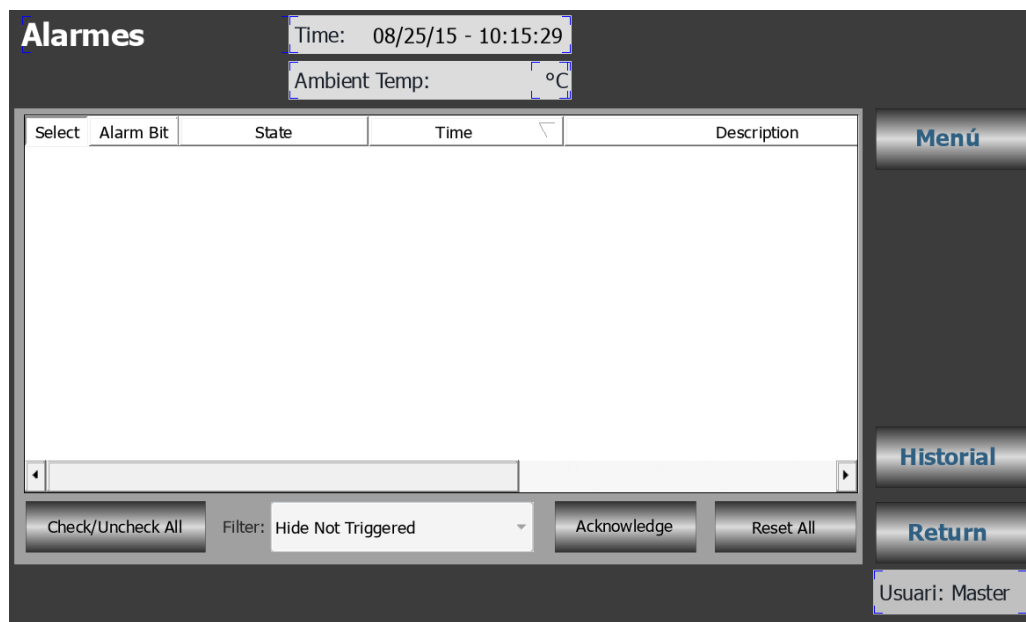 Alarmes
Time: 08/25/15 - 10:15:29
Ambient Temp: °C
Select Alarm Bit State Time Description
Menú
Historial
Check/Uncheck All Filter: Hide Not Triggered Acknowledge Reset All
Return
Usuari: Master